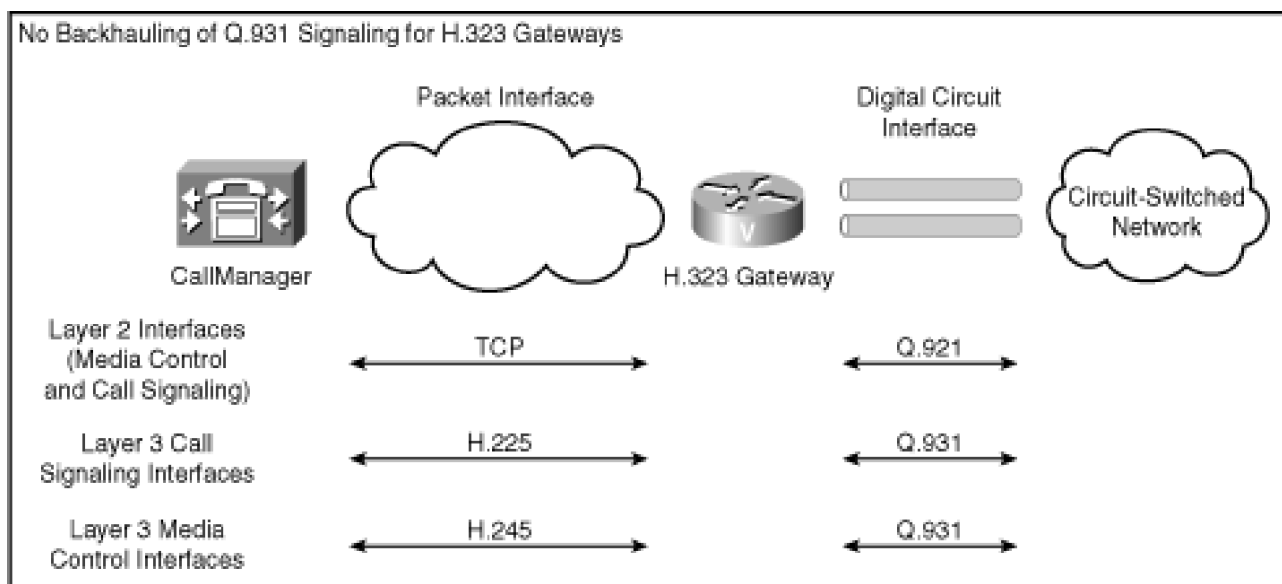 No Backhauling of Q.931 Signaling for H.323 Gateways
Packet Interface
Digital Circuit
Interface
Circuit-Switched
Network
V
CallManager
H.323 Gateway
Layer 2 Interfaces
(Media Control
and Call Signaling)
TCP
Q.921
Layer 3 Call
Signaling Interfaces
H.225
Q.931
Layer 3 Media
Control Interfaces
H.245
Q.931